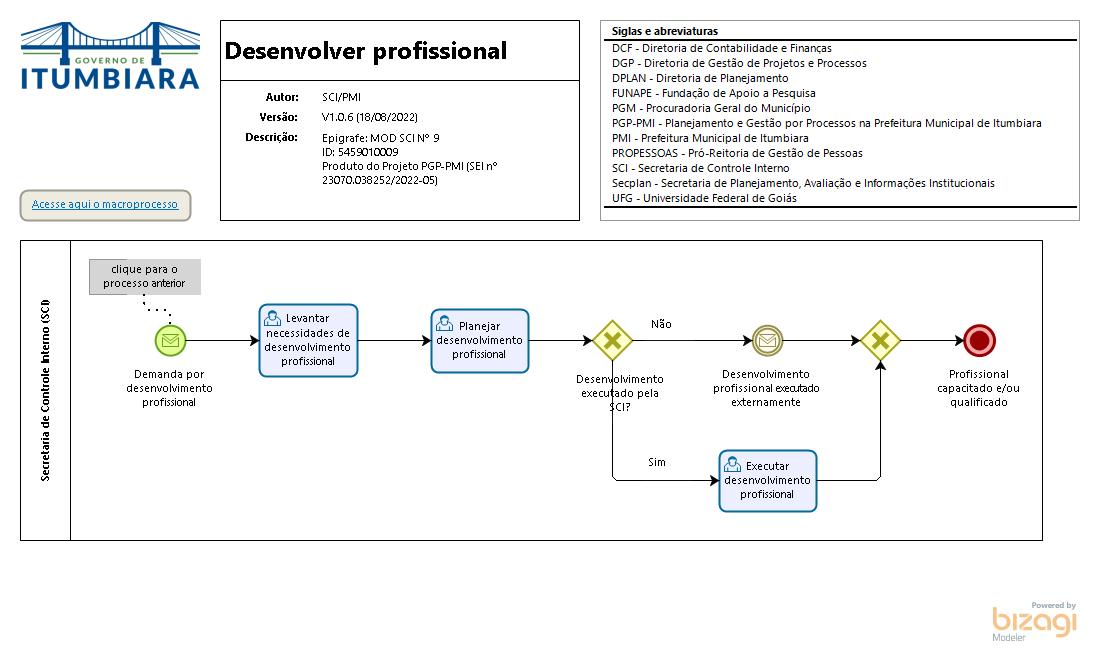 GOVERNO DE
ITUMBIARA
Acesse aqui o macroprocesso
Desenvolver profissional
Autor: SCI/PMI
Versão: V1.0.6 (18/08/2022)
Descrição: Epigrafe: MOD SCI Nº 9
ID: 5459010009
Produto do Projeto PGP-PMI (SEI nº
23070.038252/2022-05)
Siglas e abreviaturas
DCF - Diretoria de Contabilidade e Finanças
DGP - Diretoria de Gestão de Projetos e Processos
DPLAN - Diretoria de Planejamento
FUNAPE - Fundação de Apoio a Pesquisa
PGM - Procuradoria Geral do Município
PGP-PMI - Planejamento e Gestão por Processos na Prefeitura Municipal de Itumbiara
PMI - Prefeitura Municipal de Itumbiara
PROPESSOAS - Pró-Reitoria de Gestão de Pessoas
SCI - Secretaria de Controle Interno
Secplan - Secretaria de Planejamento, Avaliação e Informações Institucionais
UFG - Universidade Federal de Goiás
Secretaria de Controle Interno (SCI)
clique para o
processo anterior
Demanda por
desenvolvimento
profissional
Levantar
necessidades de
desenvolvimento
profissional
Planejar
desenvolvimento
profissional
Desenvolvimento
executado pela
SCI?
Não
Desenvolvimento
profissional executado
externamente
Sim
Executar
desenvolvimento
profissional
Profissional
capacitado e/ou
qualificado
Powered by
bizagi
Modeler